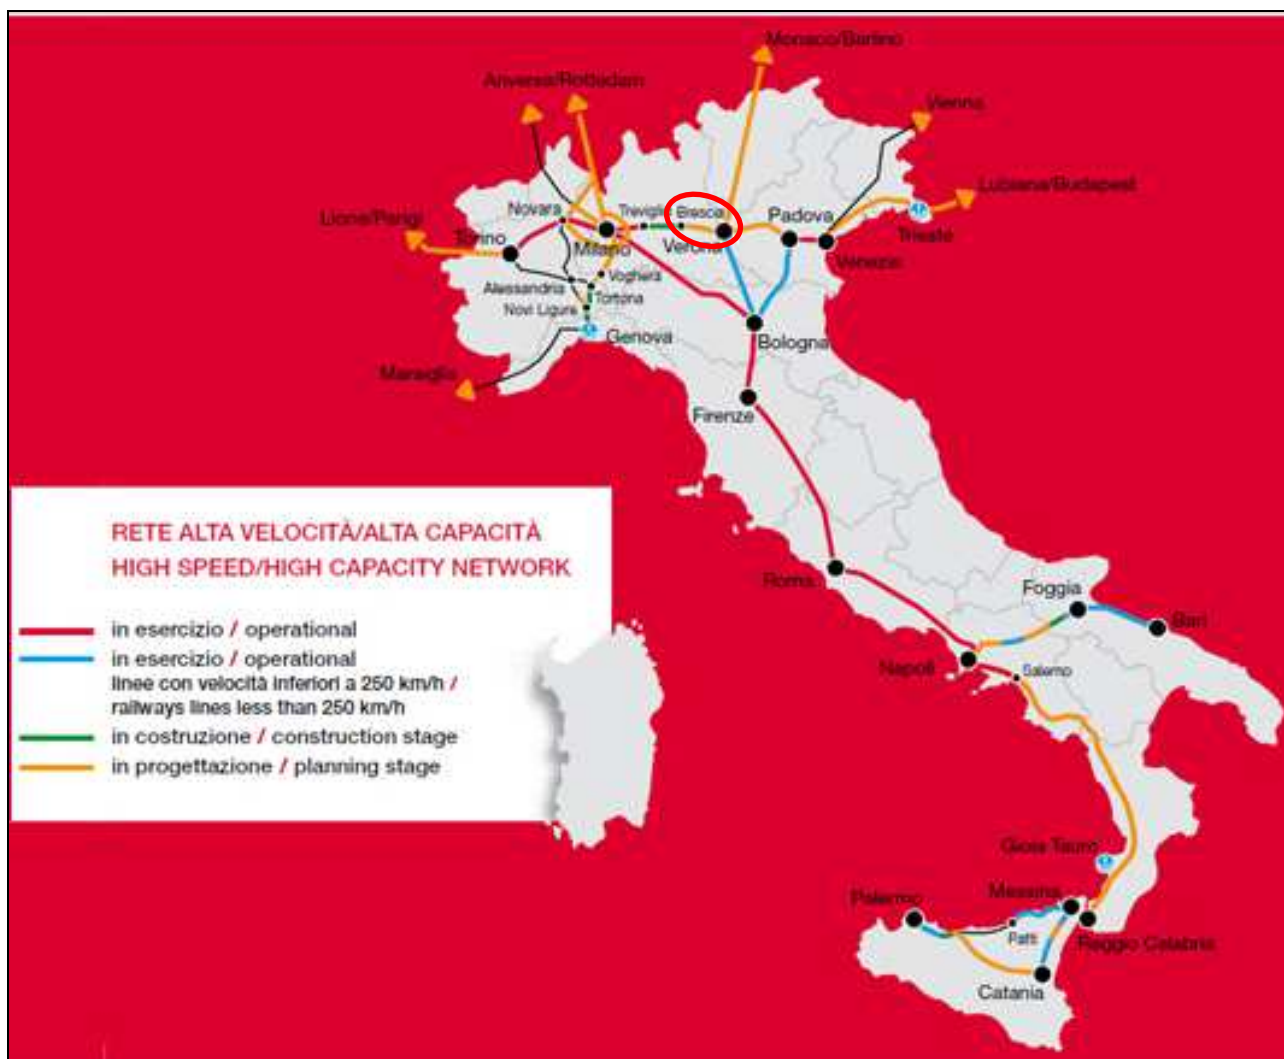 Monaco/Berlino
Anversa/Rotterdam
Vienna
Lubiana/Budapest
Lione/Parigi
Novara
Treviglio
Brescia
Padova
Torino
Milano
Verona
Venezia
Trieste
Voghera
Alessandria
Tortona
Novi Ligure
Genova
Bologna
Marsiglia
Firenze
RETE ALTA VELOCITÀ/ALTA CAPACITÀ
HIGH SPEED/HIGH CAPACITY NETWORK
in esercizio / operational
in esercizio / operational
linee con velocità inferiori a 250 km/h /
railways lines less than 250 km/h
in costruzione / construction stage
in progettazione / planning stage
Roma
Foggia
Bari
Napoli
Salerno
Gioia Tauro
Messina
Palermo
Patti
Reggio Calabria
Catania